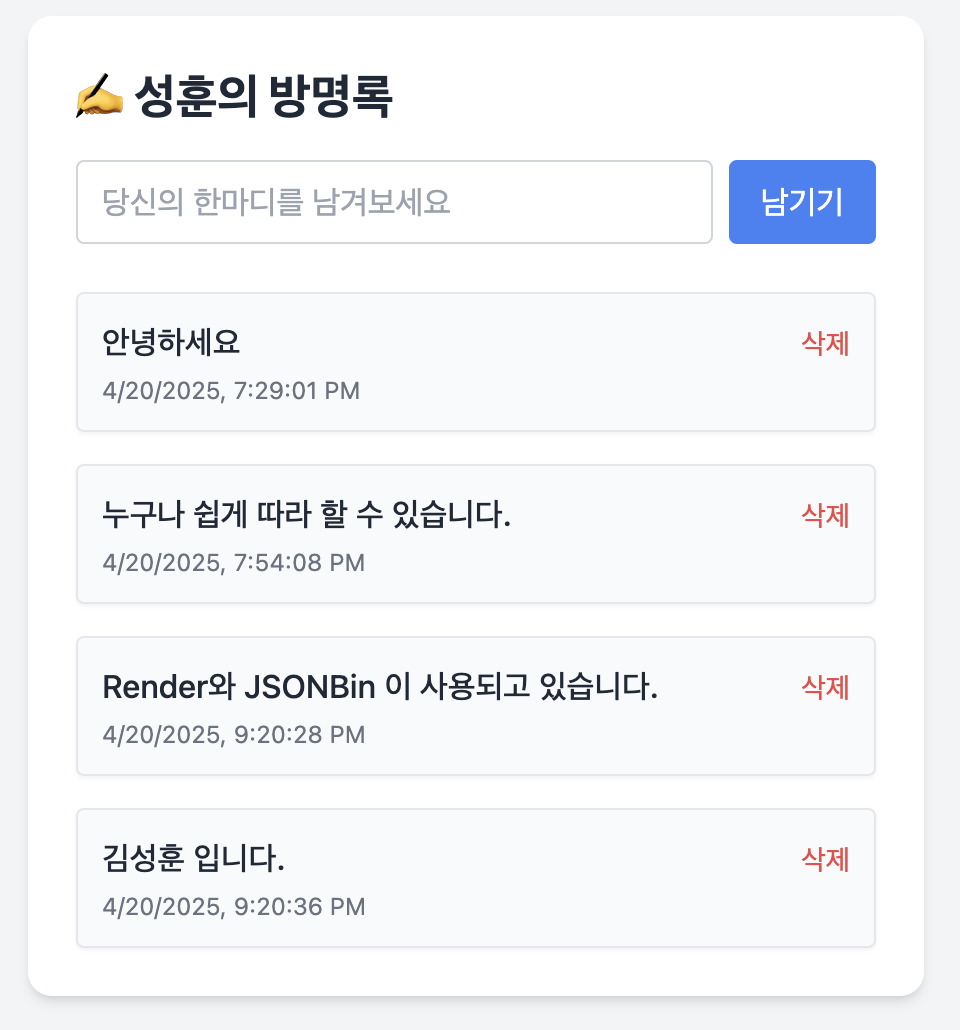 ✍️ 성훈의 방명록
당신의 한마디를 남겨보세요
남기기
안녕하세요
삭제
4/20/2025, 7:29:01 PM
누구나 쉽게 따라 할 수 있습니다.
삭제
4/20/2025, 7:54:08 PM
Render와 JSONBin 이 사용되고 있습니다.
삭제
4/20/2025, 9:20:28 PM
김성훈 입니다.
삭제
4/20/2025, 9:20:36 PM